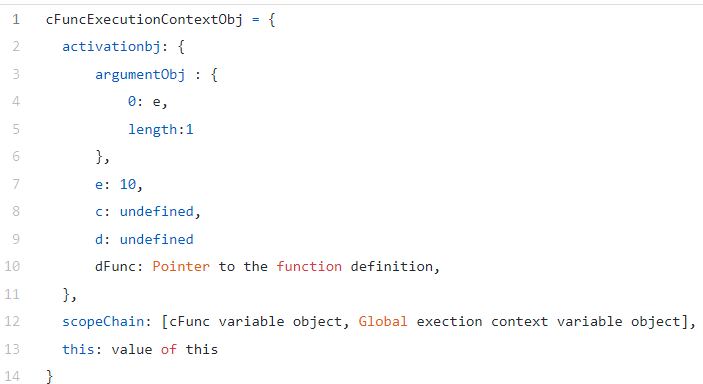 1 cFuncExecutionContextObj = {
2 activationbj: {
3 argumentObj : {
4 0: e,
5 length:1
6 },
7 e: 10,
8 c: undefined,
9 d: undefined
10 dFunc: Pointer to the function definition,
11 },
12 scopeChain: [cFunc variable object, Global exection context variable object],
13 this: value of this
14 }